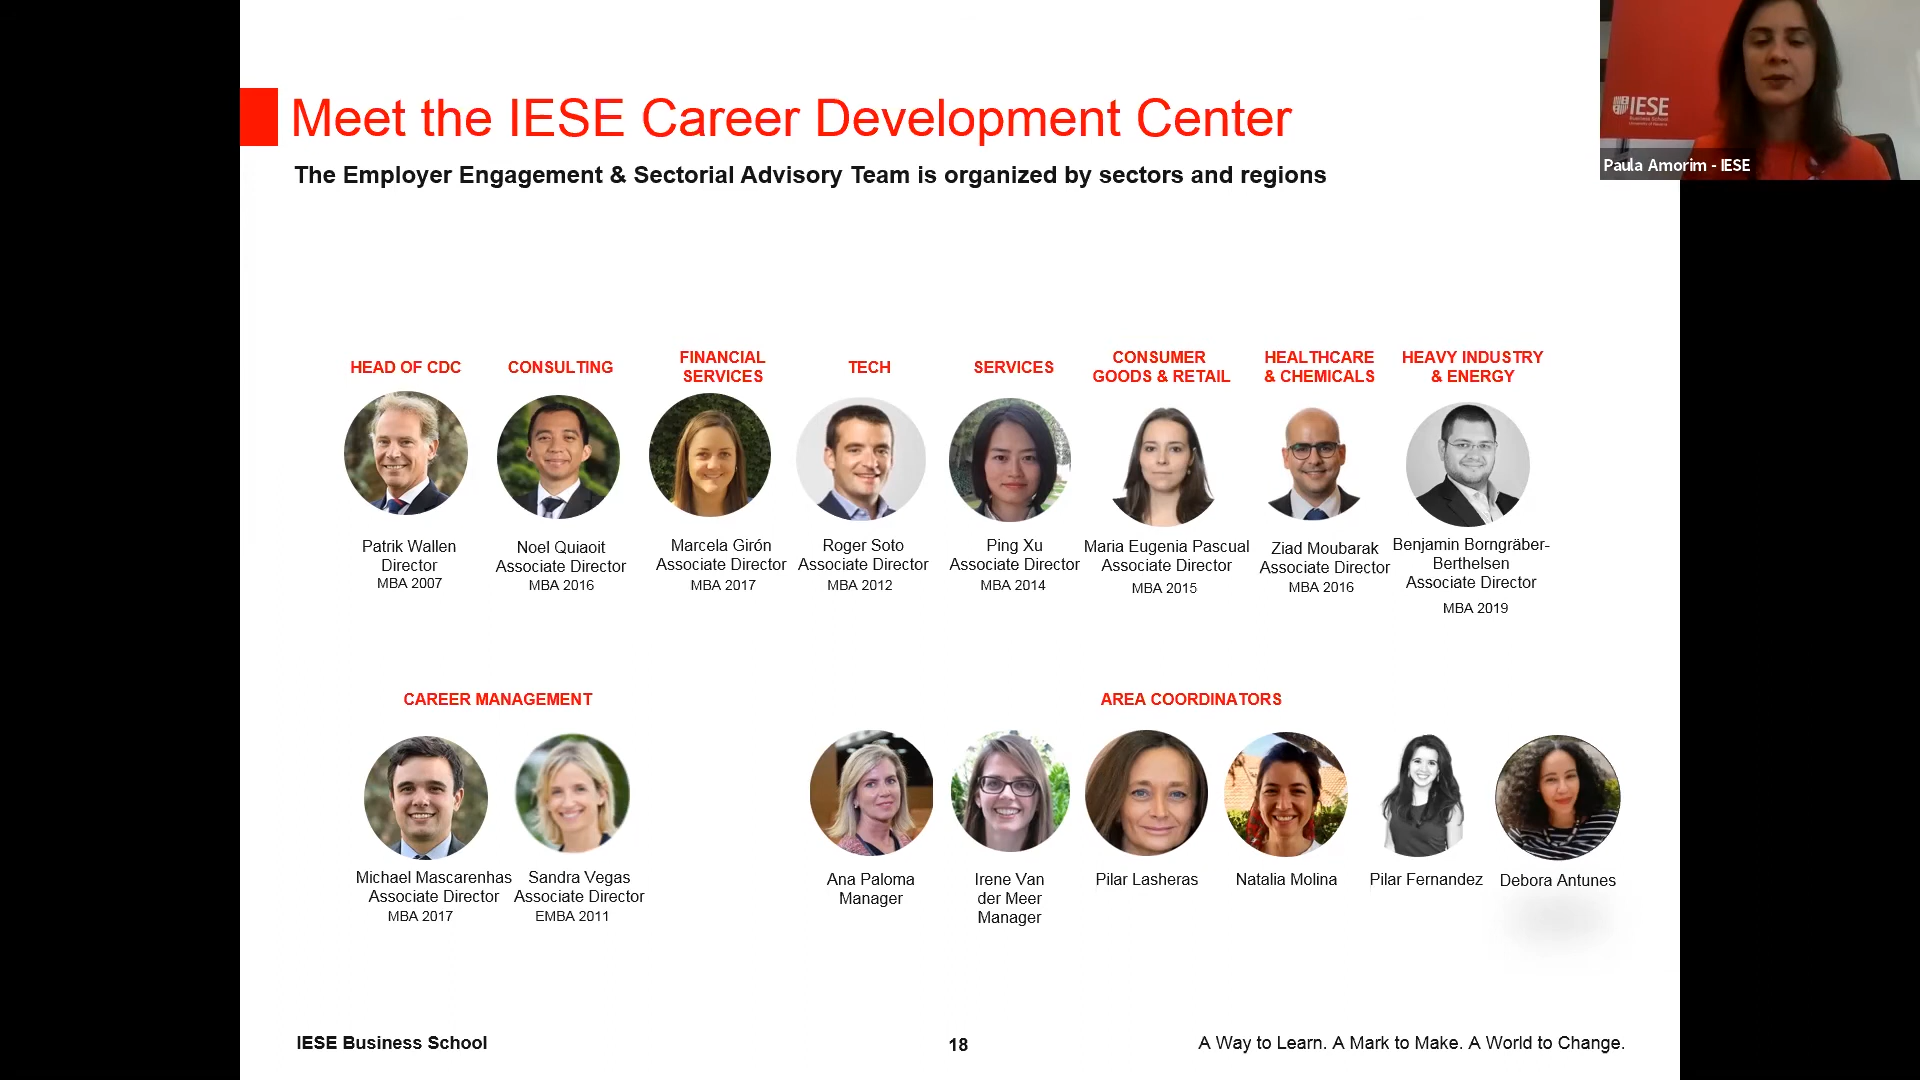 Meet the IESE Career Development Center
The Employer Engagement & Sectorial Advisory Team is organized by sectors and regions
IESE
Business School
Paula Amorim - IESE
HEAD OF CDC
Patrik Wallen
Director
MBA 2007
CONSULTING
Noel Quiaoit
Associate Director
MBA 2016
FINANCIAL
SERVICES
Marcela Girón
Associate Director
MBA 2017
TECH
Roger Soto
Associate Director
MBA 2012
SERVICES
Ping Xu
Associate Director
MBA 2014
CONSUMER
GOODS & RETAIL
Maria Eugenia Pascual
Associate Director
MBA 2015
HEALTHCARE
& CHEMICALS
Ziad Moubarak
Associate Director
MBA 2016
HEAVY INDUSTRY
& ENERGY
Benjamin Borngräber-
Berthelsen
Associate Director
MBA 2019
CAREER MANAGEMENT
Michael Mascarenhas
Associate Director
MBA 2017
Sandra Vegas
Associate Director
EMBA 2011
AREA COORDINATORS
Ana Paloma
Manager
Irene Van
der Meer
Manager
Pilar Lasheras
Natalia Molina
Pilar Fernandez
Debora Antunes
IESE Business School
18
A Way to Learn. A Mark to Make. A World to Change.